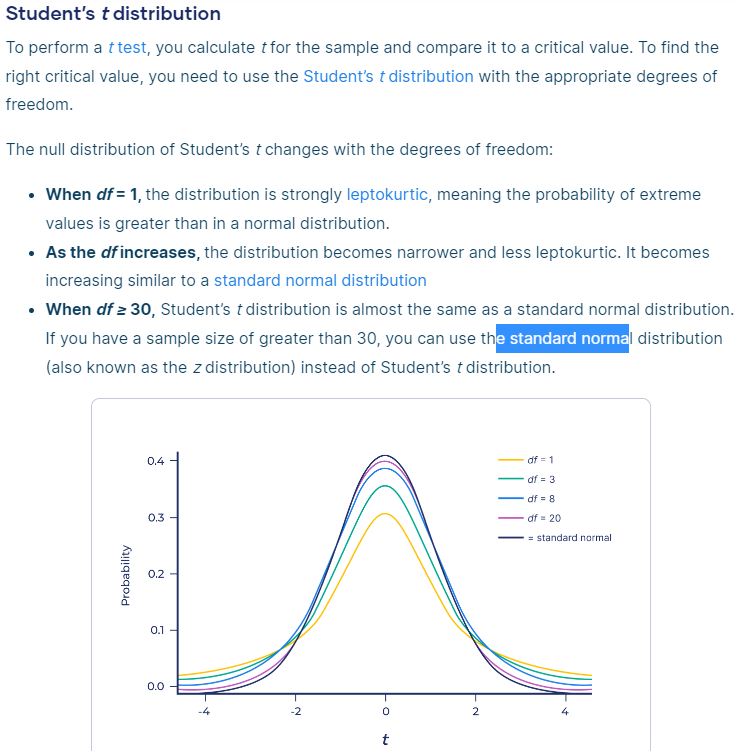 Student's t distribution
To perform a t test, you calculate t for the sample and compare it to a critical value. To find the
right critical value, you need to use the Student's t distribution with the appropriate degrees of
freedom.
The null distribution of Student's t changes with the degrees of freedom:
• When df = 1, the distribution is strongly leptokurtic, meaning the probability of extreme
values is greater than in a normal distribution.
• As the df increases, the distribution becomes narrower and less leptokurtic. It becomes
increasing similar to a standard normal distribution
• When df ≥ 30, Student's t distribution is almost the same as a standard normal distribution.
If you have a sample size of greater than 30, you can use the standard normal distribution
(also known as the z distribution) instead of Student's t distribution.
0.4
0.3
0.2
0.1
0.0
Probability
df = 1
df = 3
df = 8
df = 20
= standard normal
-4 -2 0 2 4
t